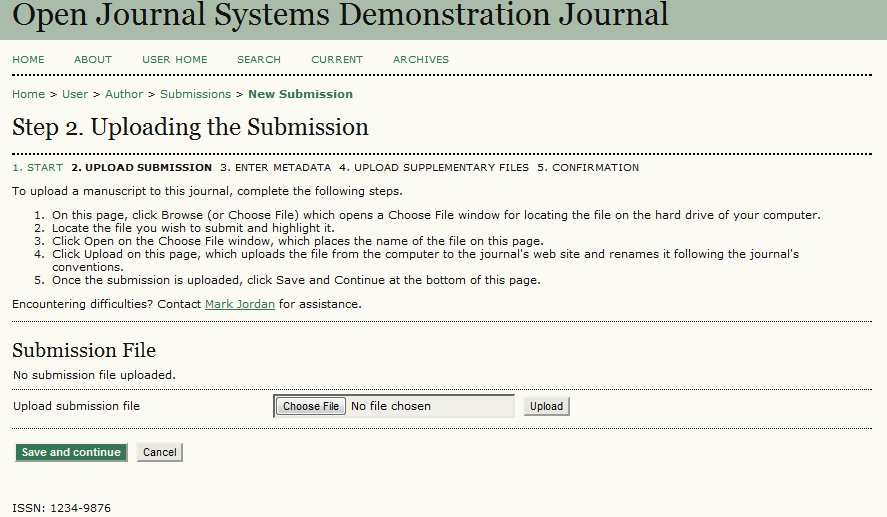 Open Journal Systems Demonstration Journal
HOME ABOUT USER HOME SEARCH CURRENT ARCHIVES
Home > User > Author > Submissions > New Submission
Step 2. Uploading the Submission
1. START 2. UPLOAD SUBMISSION 3. ENTER METADATA 4. UPLOAD SUPPLEMENTARY FILES 5. CONFIRMATION
To upload a manuscript to this journal, complete the following steps.
1. On this page, click Browse (or Choose File) which opens a Choose File window for locating the file on the hard drive of your computer.
2. Locate the file you wish to submit and highlight it.
3. Click Open on the Choose File window, which places the name of the file on this page.
4. Click Upload on this page, which uploads the file from the computer to the journal's web site and renames it following the journal's
conventions.
5. Once the submission is uploaded, click Save and Continue at the bottom of this page.
Encountering difficulties? Contact Mark Jordan for assistance.
Submission File
No submission file uploaded.
Upload submission file Choose File No file chosen Upload
Save and continue Cancel
ISSN: 1234-9876